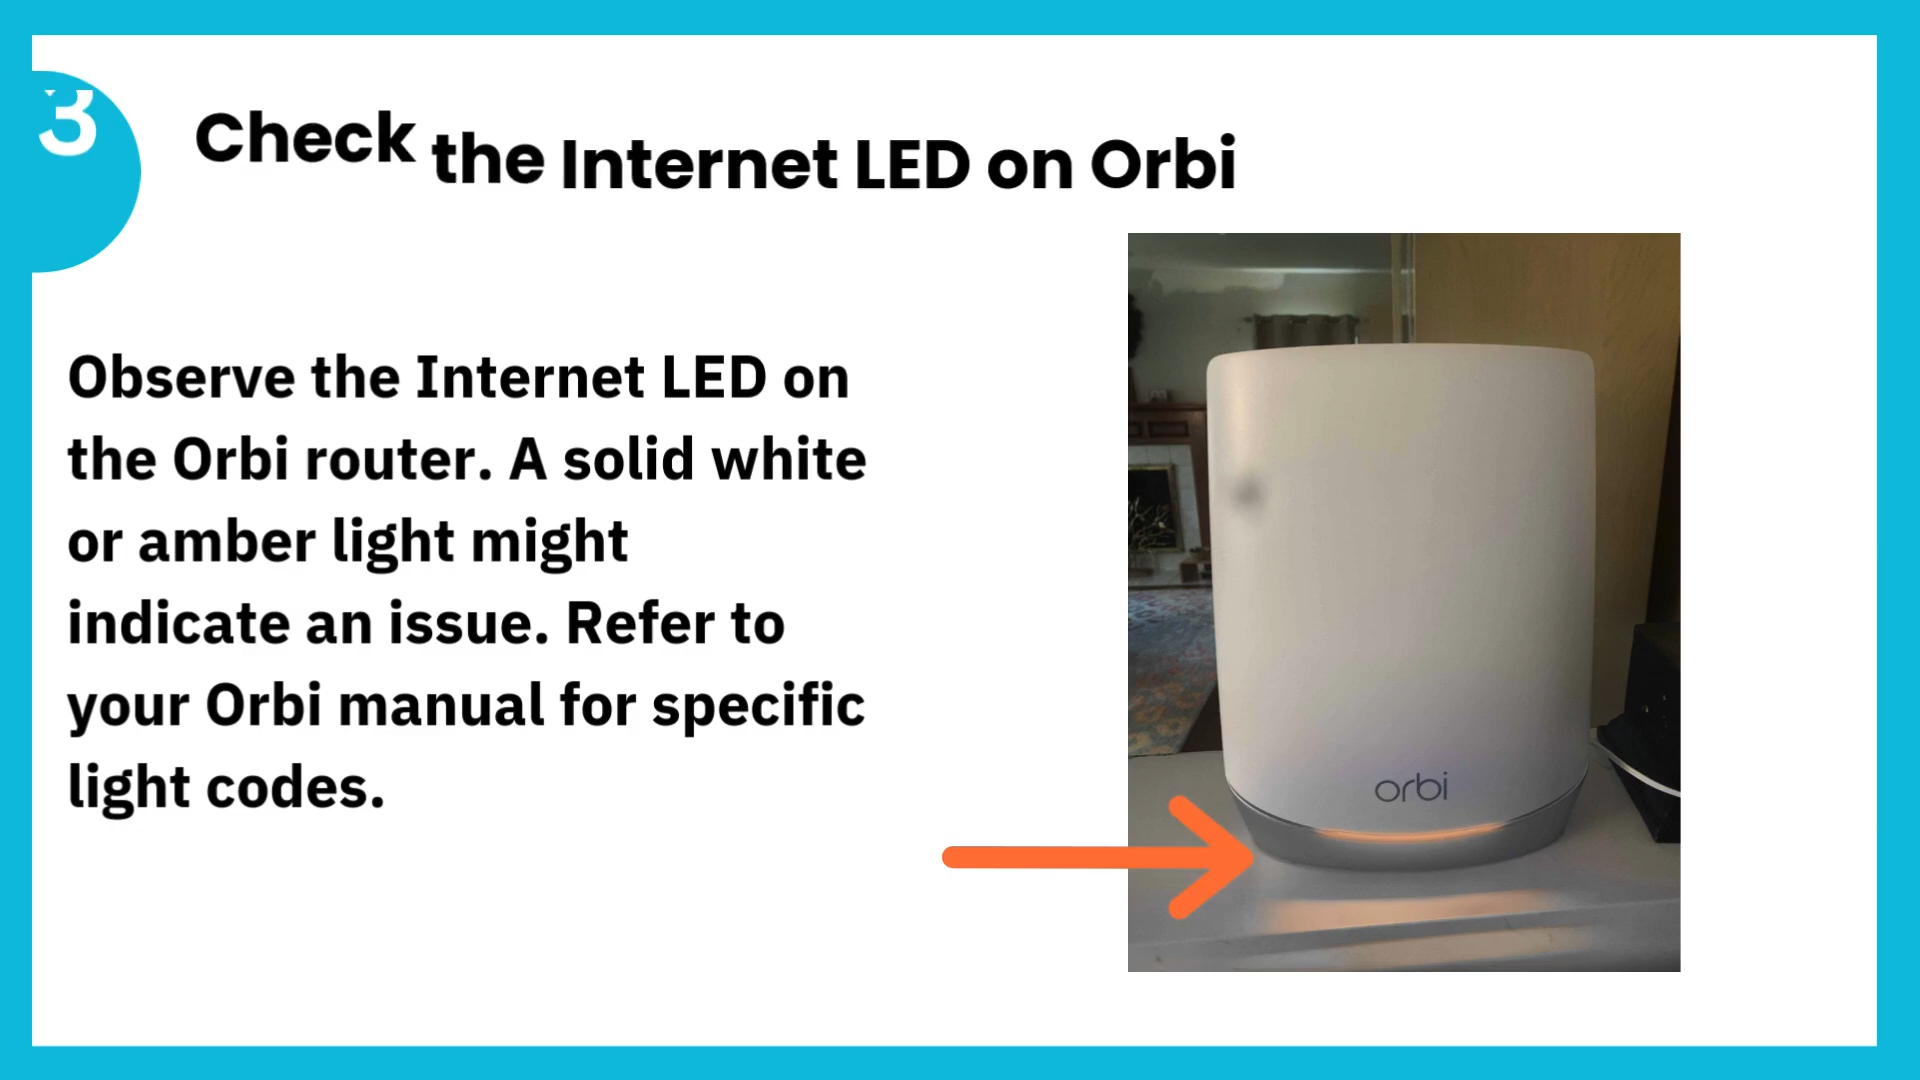 3
Check the Internet LED on Orbi
Observe the Internet LED on
the Orbi router. A solid white
or amber light might
indicate an issue. Refer to
your Orbi manual for specific
light codes.
orbi